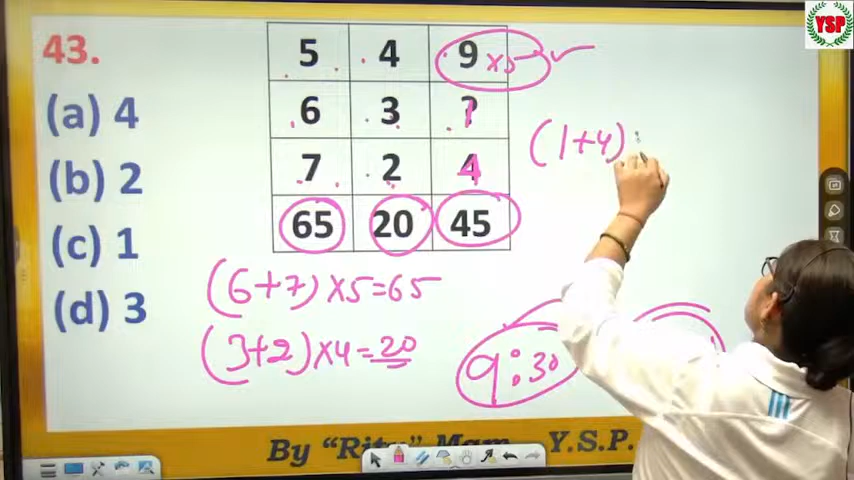 YSP
43.
5 4 9 ×5
(a) 4
6 3 ?
(1+4)
(b) 2
7 2 4
(c) 1
65 20 45
(6+7)×5=65
(d) 3
(3+2)×4=20
9:30
By "Ritu" Mam Y.S.P.